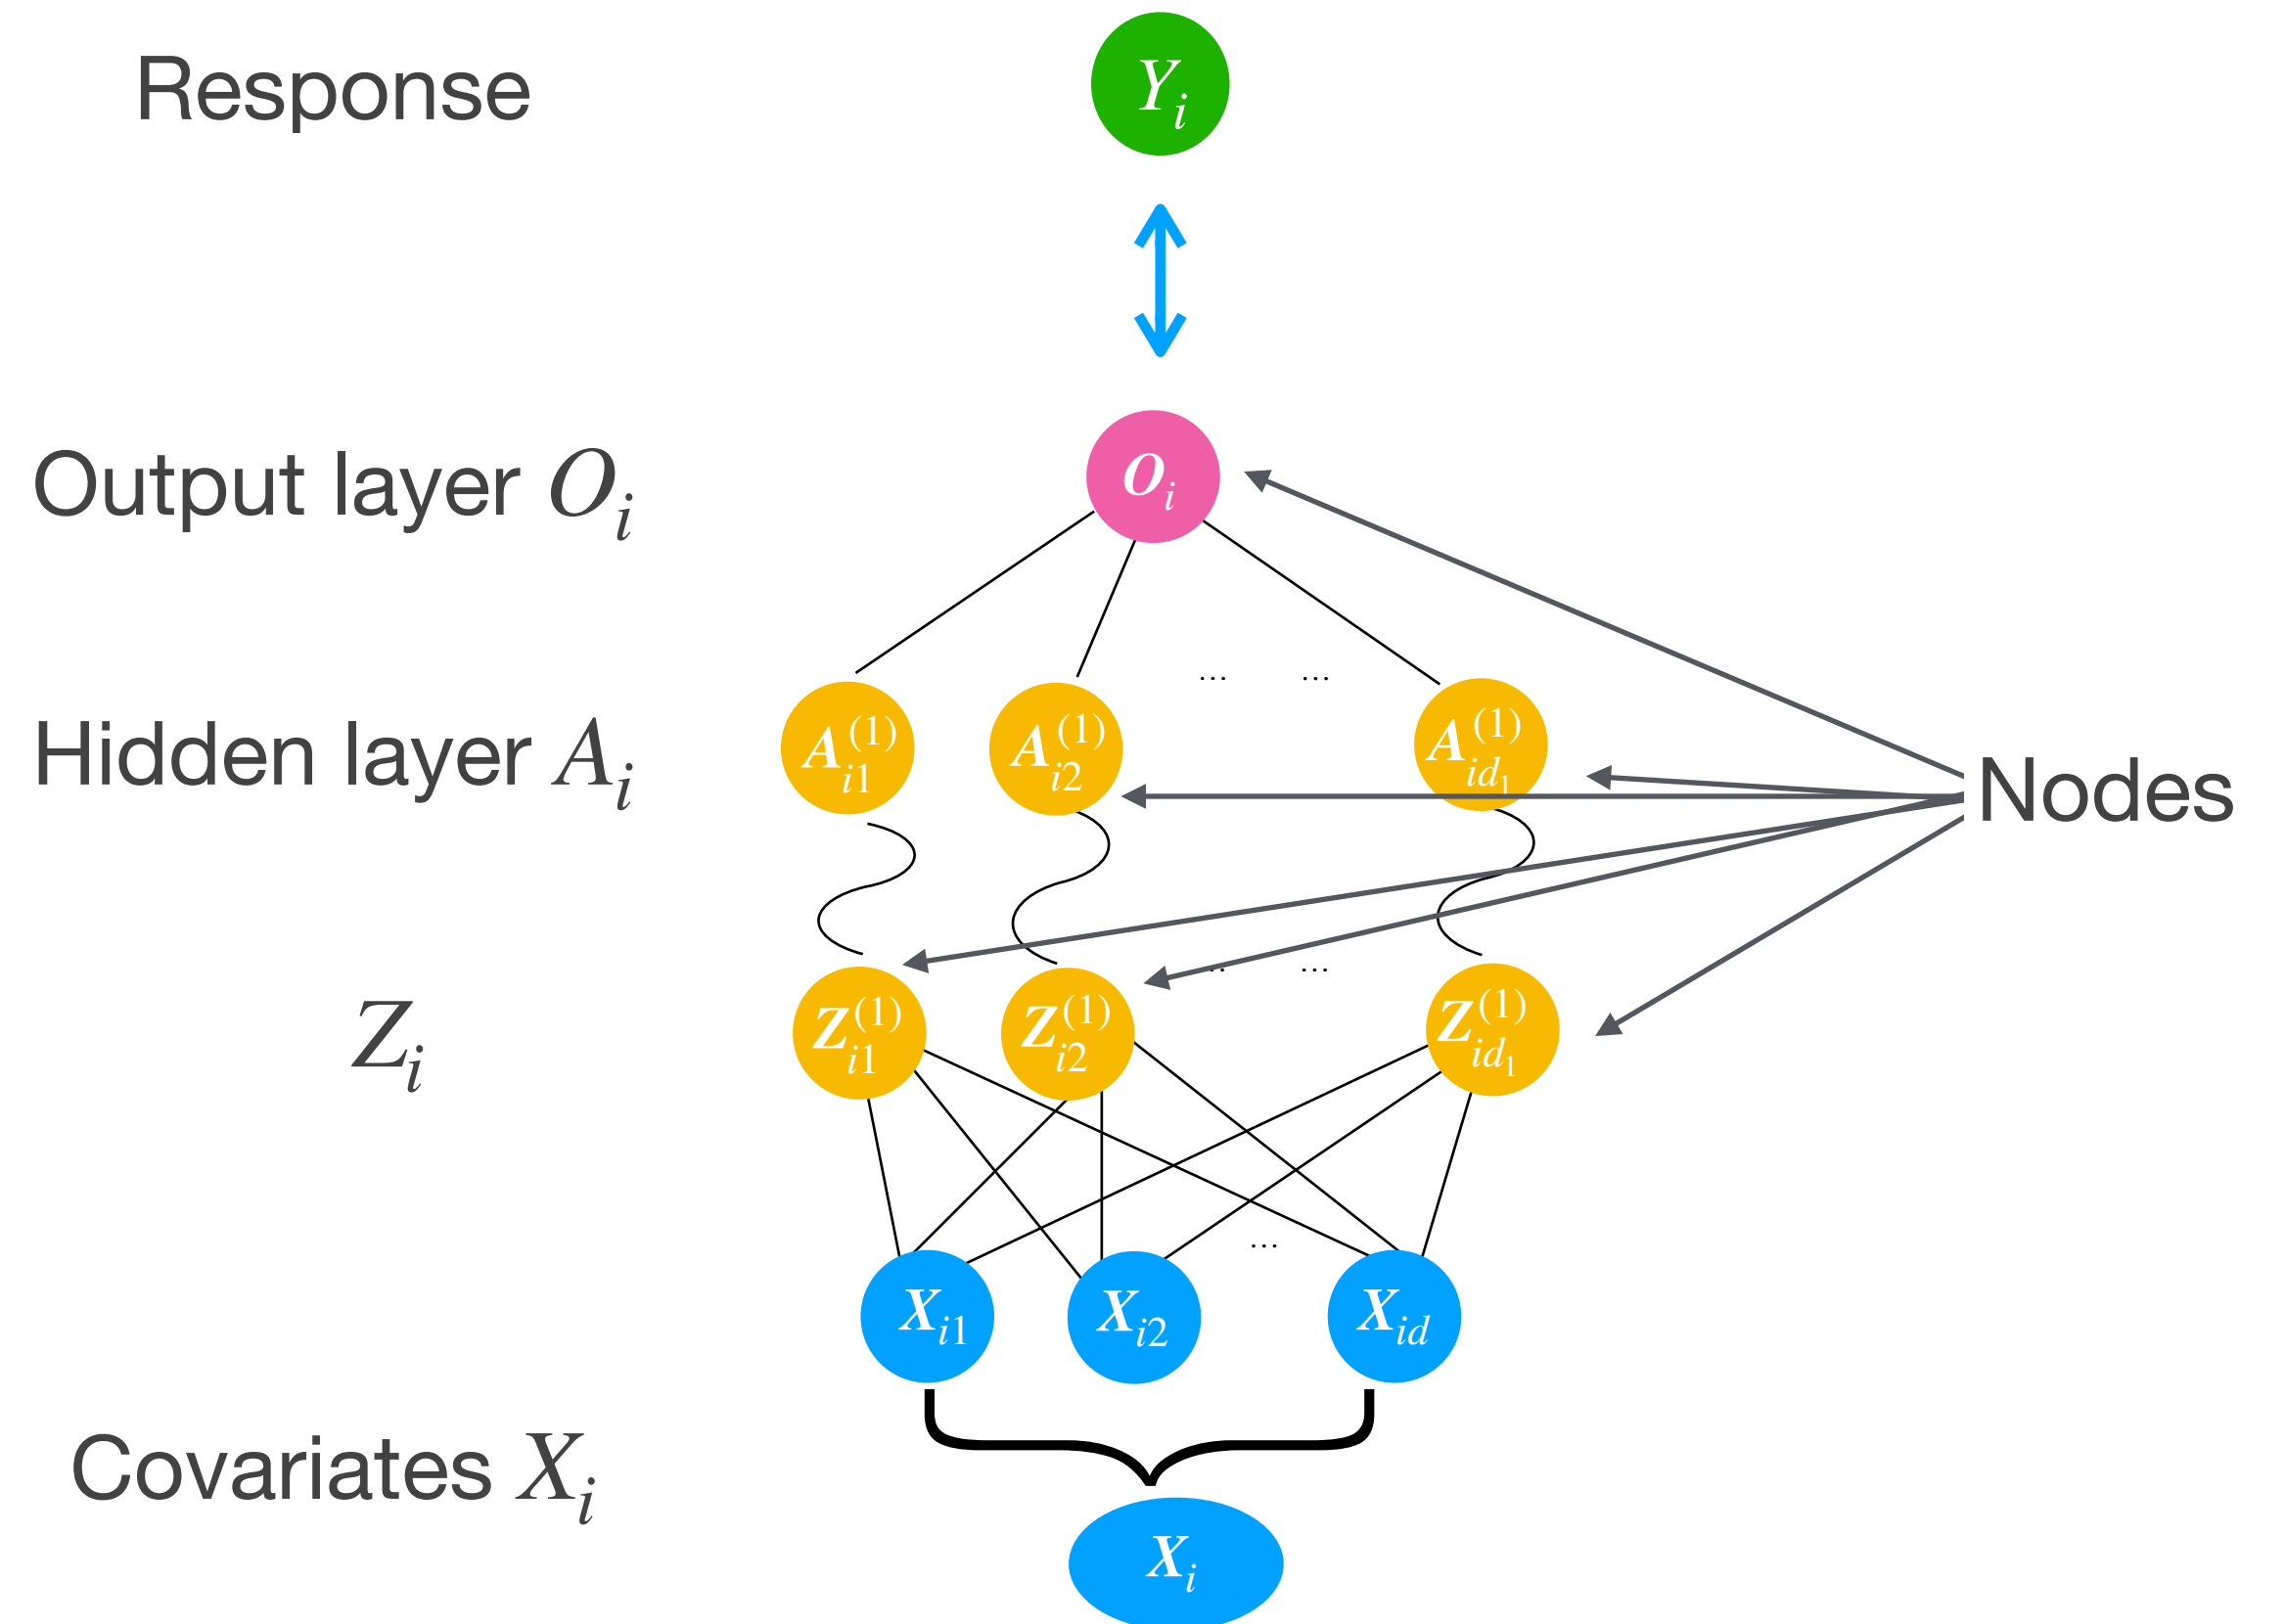 Response
Y_i
Output layer O_i
O_i
... ...
Hidden layer A_i
A_{i1}^{(1)} A_{i2}^{(1)} A_{id_1}^{(1)}
Nodes
... ...
Z_i
Z_{i1}^{(1)} Z_{i2}^{(1)} Z_{id_1}^{(1)}
...
X_{i1} X_{i2} X_{id}
Covariates X_i
X_i